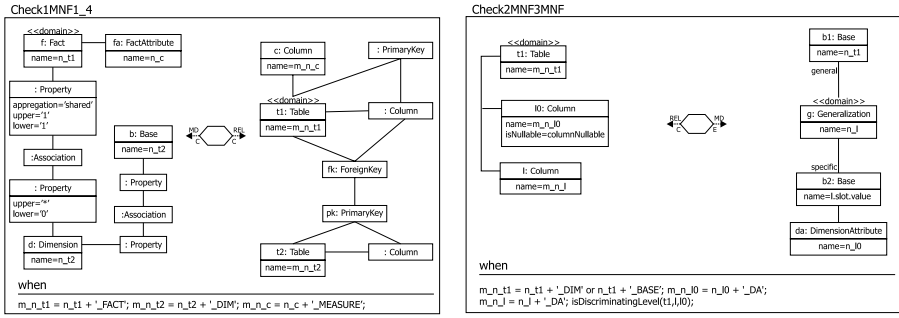 Check1MNF1_4
<<domain>>
f: Fact
name=n_t1
fa: FactAttribute
name=n_c
: Property
appregation='shared'
upper='1'
lower='1'
:Association
: Property
upper='*'
lower='0'
d: Dimension
name=n_t2
b: Base
name=n_t2
: Property
:Association
: Property
MD
REL
C
C
c: Column
name=m_n_c
: PrimaryKey
<<domain>>
t1: Table
name=m_n_t1
: Column
fk: ForeignKey
pk: PrimaryKey
t2: Table
name=m_n_t2
: Column
when
m_n_t1 = n_t1 + '_FACT'; m_n_t2 = n_t2 + '_DIM'; m_n_c = n_c + '_MEASURE';
Check2MNF3MNF
<<domain>>
t1: Table
name=m_n_t1
l0: Column
name=m_n_l0
isNullable=columnNullable
l: Column
name=m_n_l
REL
MD
C
E
b1: Base
name=n_t1
general
<<domain>>
g: Generalization
name=n_l
specific
b2: Base
name=l.slot.value
da: DimensionAttribute
name=n_l0
when
m_n_t1 = n_t1 + '_DIM' or n_t1 + '_BASE'; m_n_l0 = n_l0 + '_DA';
m_n_l = n_l + '_DA'; isDiscriminatingLevel(t1,l,l0);